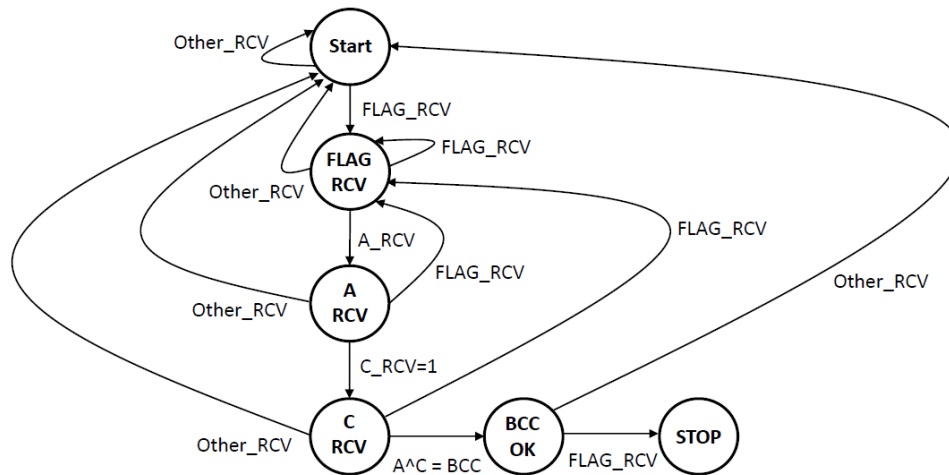 Other_RCV
Start
FLAG_RCV
FLAG
RCV
FLAG_RCV
Other_RCV
A_RCV
FLAG_RCV
FLAG_RCV
A
RCV
Other_RCV
Other_RCV
C_RCV=1
C
RCV
BCC
OK
STOP
Other_RCV
A^C = BCC
FLAG_RCV